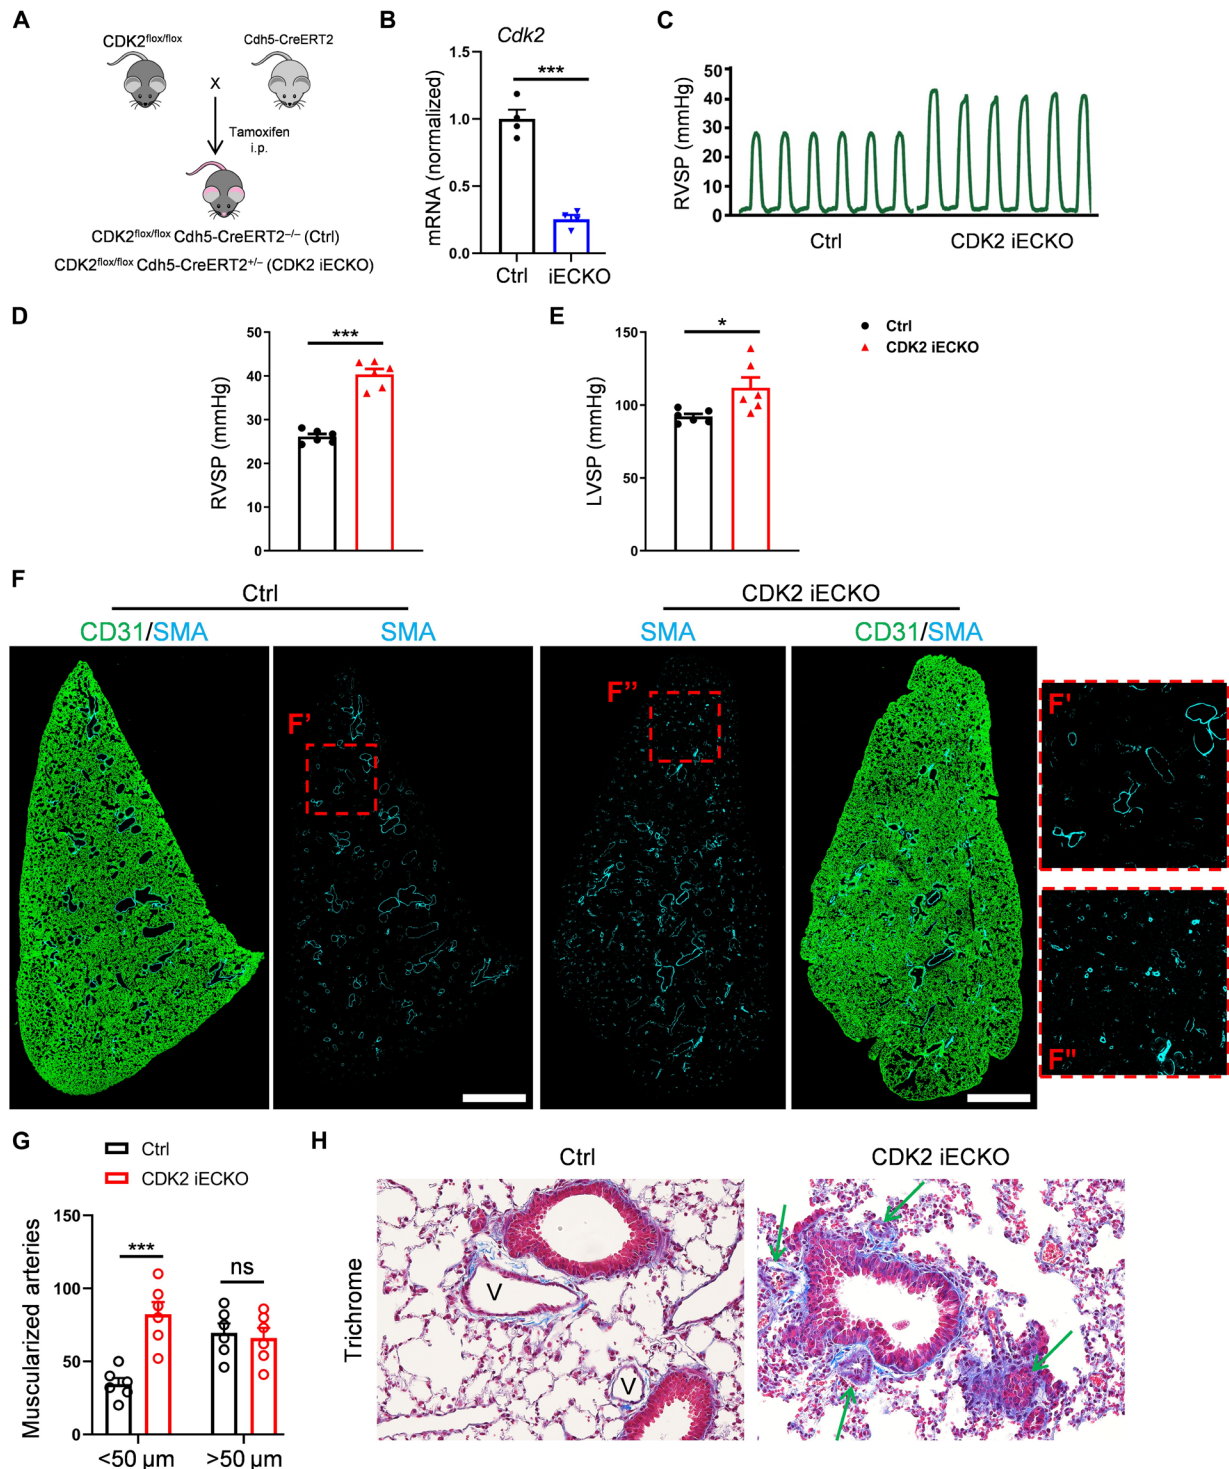 A
CDK2flox/flox
Cdh5-CreERT2
X
Tamoxifen
i.p.
CDK2flox/flox Cdh5-CreERT2–/– (Ctrl)
CDK2flox/flox Cdh5-CreERT2+/– (CDK2 iECKO)
B
Cdk2
mRNA (normalized)
1.5
1.0
0.5
0.0
***
Ctrl
iECKO
C
RVSP (mmHg)
50
40
30
20
10
0
Ctrl
CDK2 iECKO
D
RVSP (mmHg)
50
40
30
20
10
0
***
E
LVSP (mmHg)
150
100
50
0
*
Ctrl
CDK2 iECKO
F
Ctrl
CDK2 iECKO
CD31/SMA
SMA
SMA
CD31/SMA
F'
F''
F'
F''
G
Ctrl
CDK2 iECKO
Muscularized arteries
150
100
50
0
***
ns
<50 µm
>50 µm
H
Ctrl
CDK2 iECKO
Trichrome
V
V